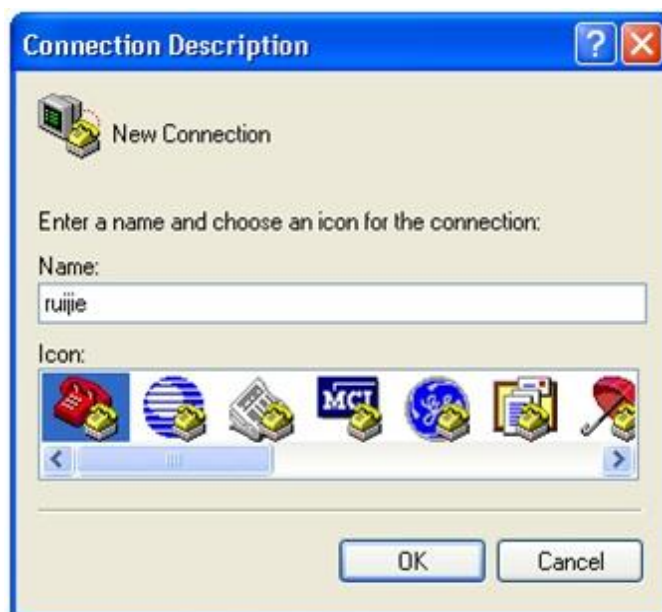 Connection Description
New Connection
Enter a name and choose an icon for the connection:
Name:
ruijie
Icon:
MCI
OK Cancel